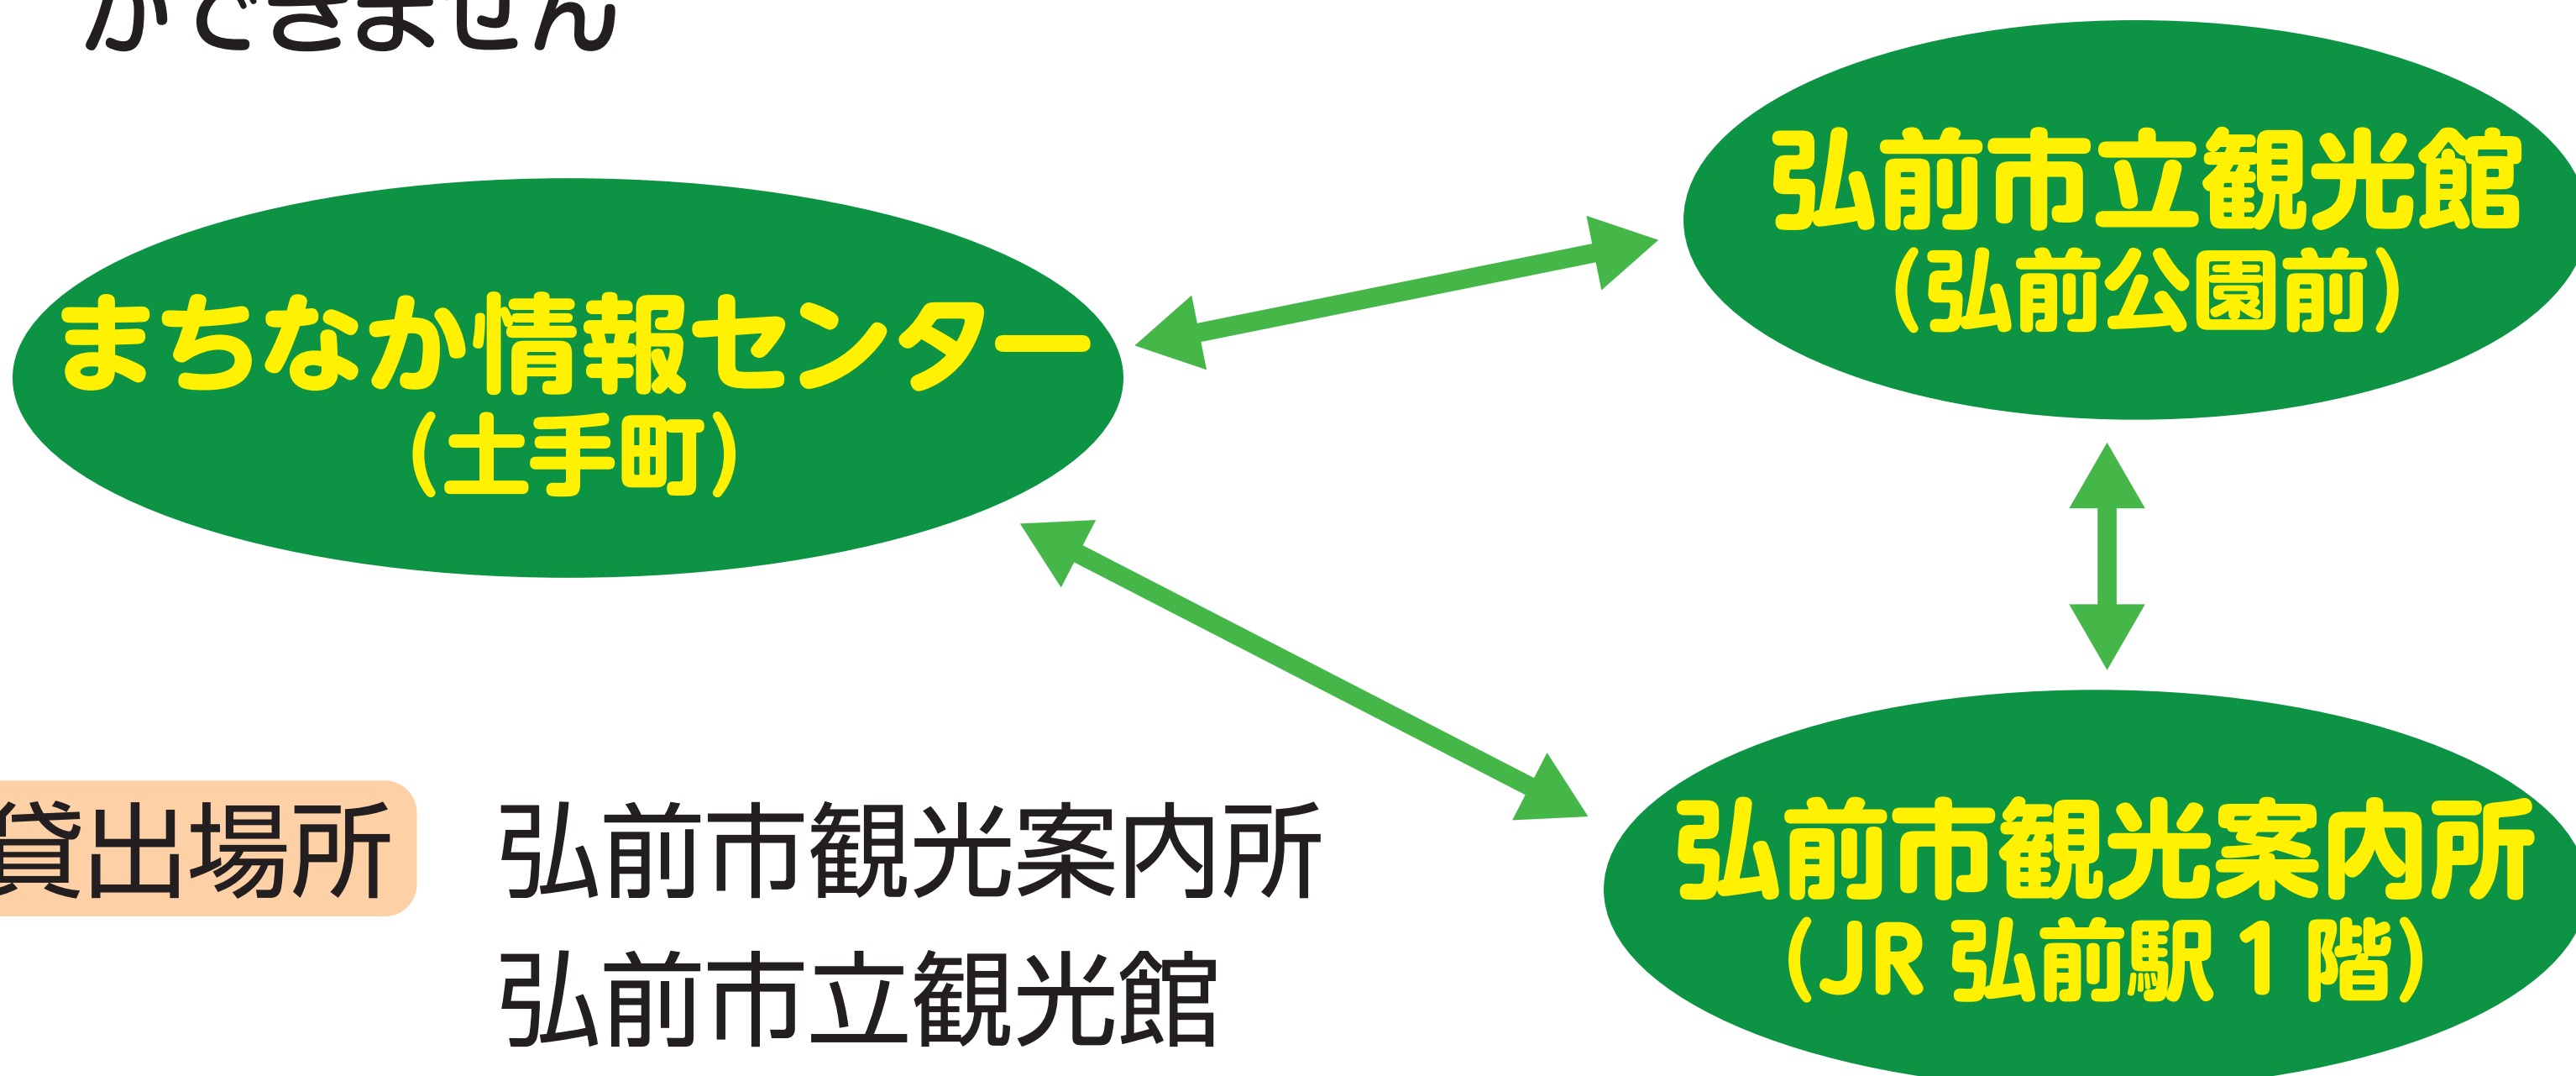 ができません
弘前市立観光館
（弘前公園前）
まちなか情報センター
（土手町）
弘前市観光案内所
（JR 弘前駅 1 階）
貸出場所 弘前市観光案内所
弘前市立観光館